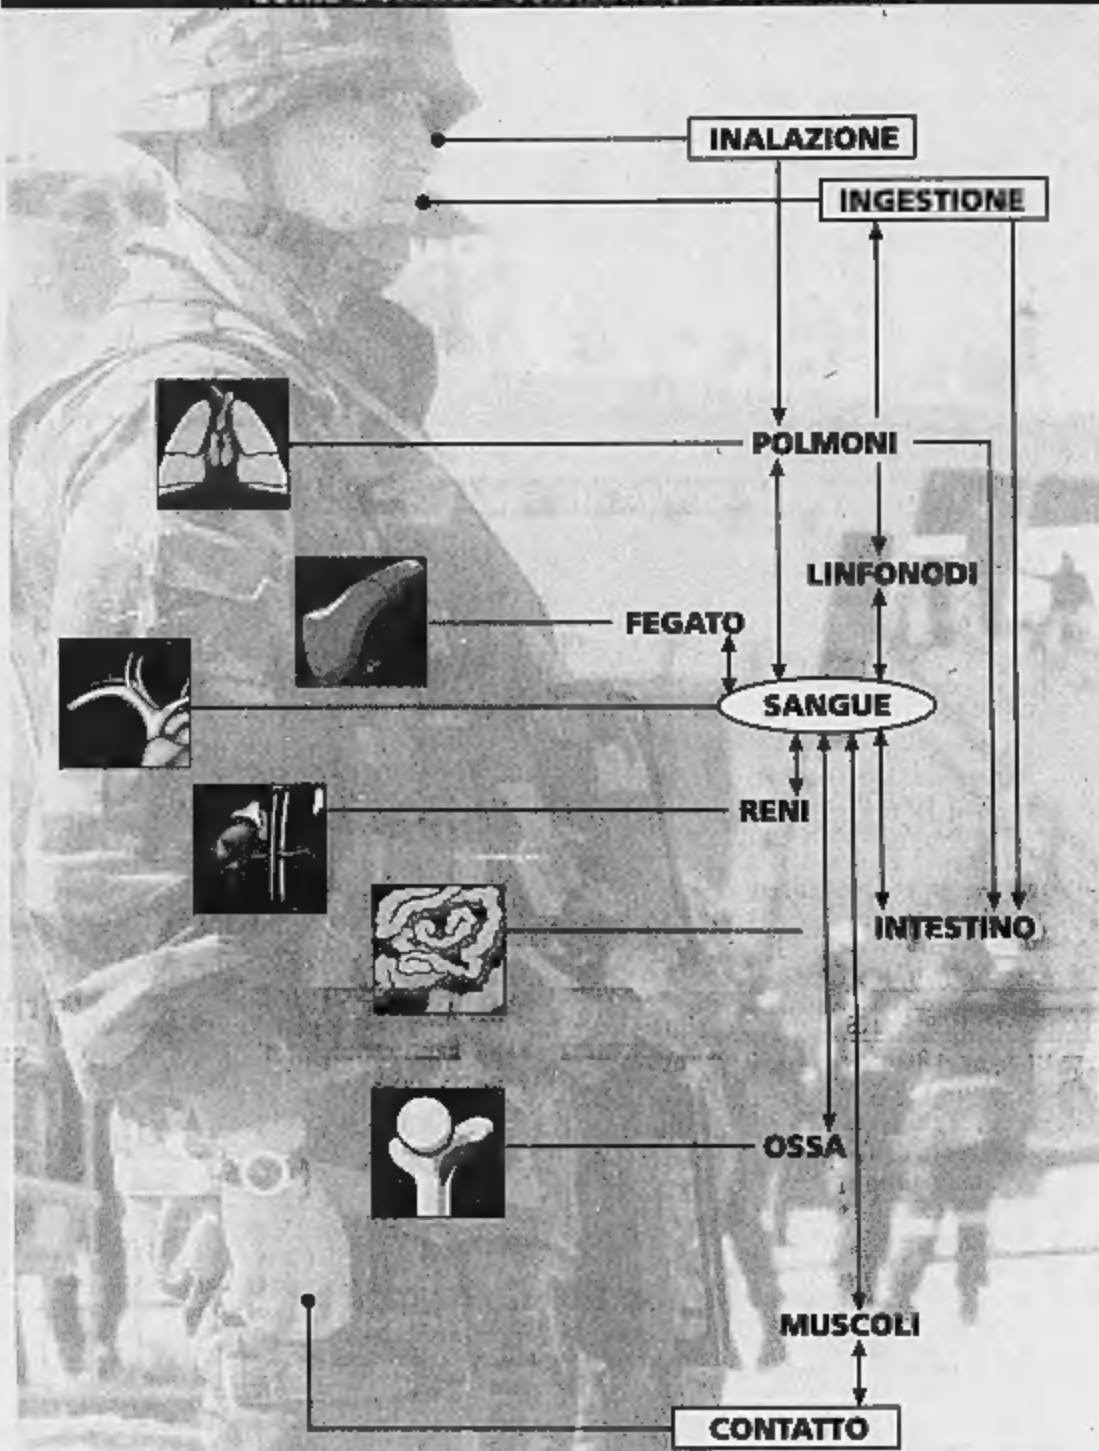 INALAZIONE
INGESTIONE
POLMONI
LINFONODI
FEGATO
SANGUE
RENI
INTESTINO
OSSA
MUSCOLI
CONTATTO